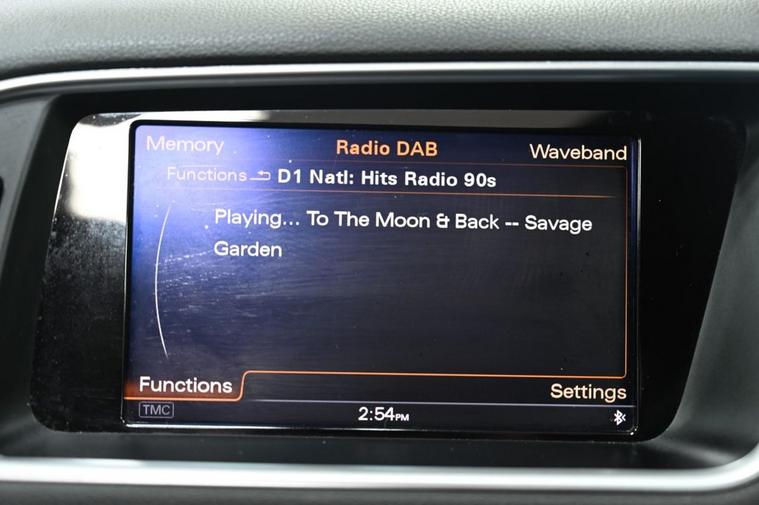 Memory Radio DAB Waveband
Functions D1 Natl: Hits Radio 90s
Playing... To The Moon & Back -- Savage
Garden
Functions Settings
TMC 2:54PM